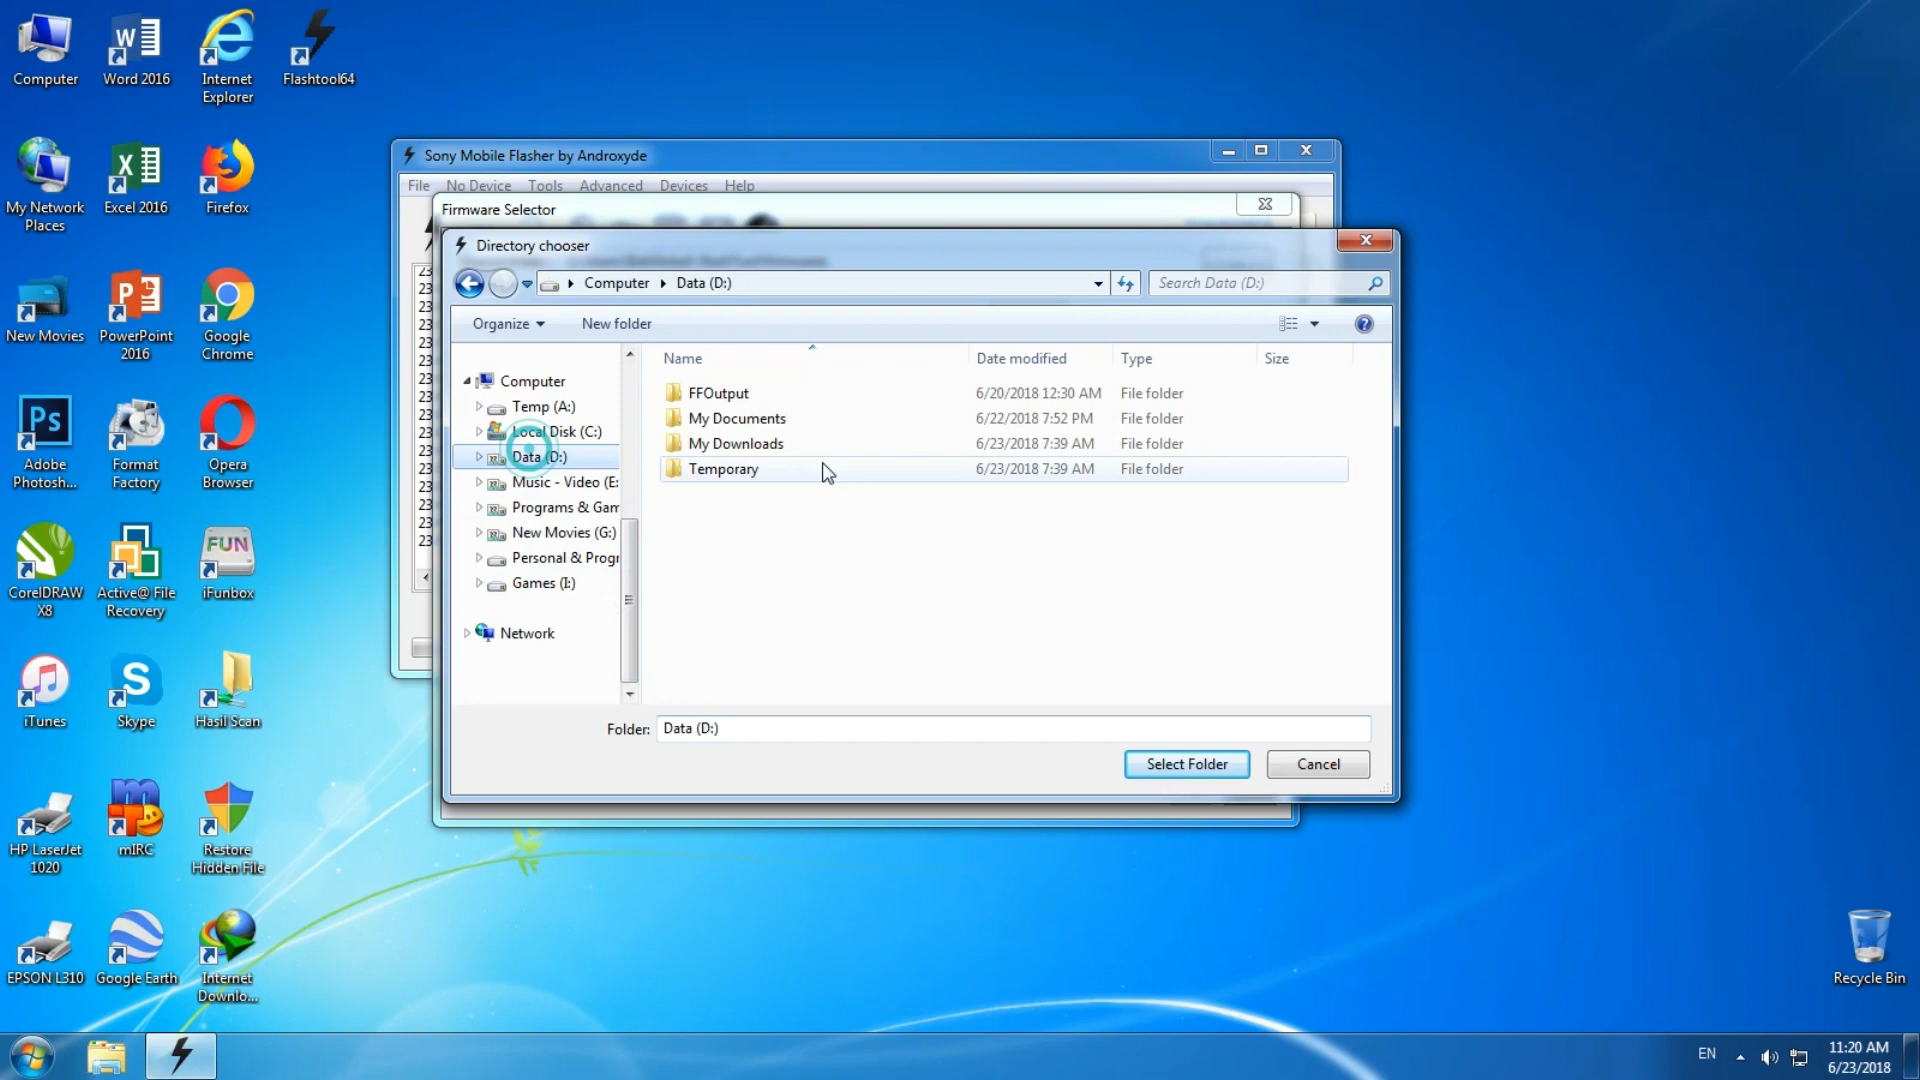 Computer
Word 2016
Internet
Explorer
Flashtool64
My Network
Places
Excel 2016
Firefox
New Movies
PowerPoint
2016
Google
Chrome
Adobe
Photosh...
Format
Factory
Opera
Browser
CorelDRAW
X8
Active@ File
Recovery
FUN
iFunbox
iTunes
Skype
Hasil Scan
HP LaserJet
1020
mIRC
Restore
Hidden File
EPSON L310
Google Earth
Internet
Downlo...
Recycle Bin
Sony Mobile Flasher by Androxyde
File No Device Tools Advanced Devices Help
Firmware Selector
Directory chooser
Computer Data (D:)
Search Data (D:)
Organize New folder
Name Date modified Type Size
FFOutput 6/20/2018 12:30 AM File folder
My Documents 6/22/2018 7:52 PM File folder
My Downloads 6/23/2018 7:39 AM File folder
Temporary 6/23/2018 7:39 AM File folder
Computer
Temp (A:)
Local Disk (C:)
Data (D:)
Music - Video (E:
Programs & Gam
New Movies (G:)
Personal & Progr
Games (I:)
Network
Folder: Data (D:)
Select Folder Cancel
EN
11:20 AM
6/23/2018